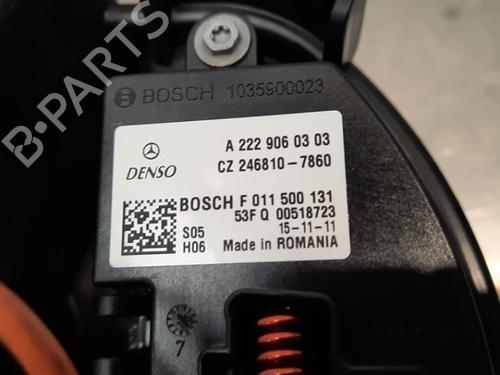 BOSCH 1035900023
A 222 906 03 03
CZ 246810-7860
DENSO
BOSCH F 011 500 131
53F Q 00518723
S05 15-11-11
H06 Made in ROMANIA
7
B-PARTS